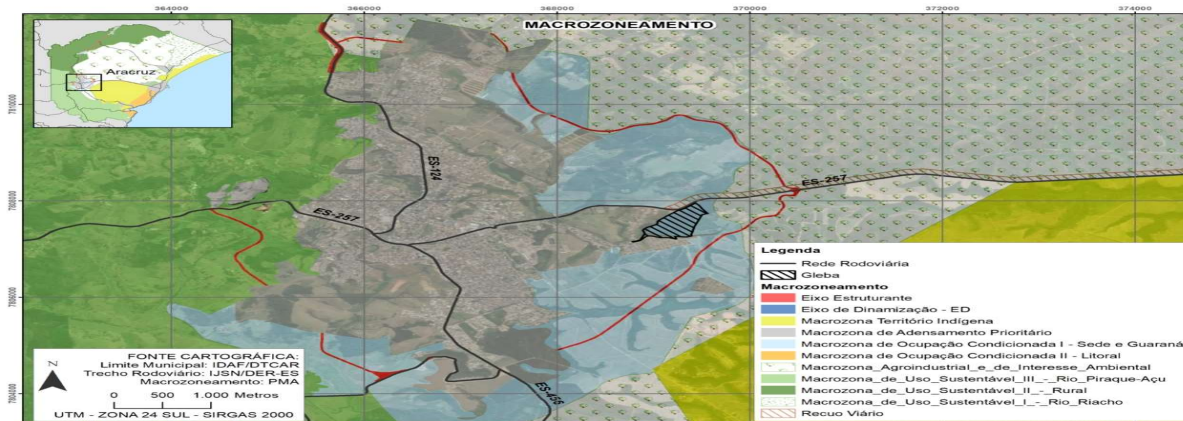 364000 366000 368000 370000 372000 374000
MACROZONEAMENTO
Aracruz
7810000
7808000
7806000
7804000
ES-124
ES-257
ES-257
ES-456
Legenda
Rede Rodoviária
Gleba
Macrozoneamento
Eixo Estruturante
Eixo de Dinamização - ED
Macrozona Território Indígena
Macrozona de Adensamento Prioritário
Macrozona de Ocupação Condicionada I - Sede e Guaraná
Macrozona de Ocupação Condicionada II - Litoral
Macrozona_Agroindustrial_e_de_Interesse_Ambiental
Macrozona_de_Uso_Sustentável_III_-_Rio_Piraque-Açu
Macrozona_de_Uso_Sustentável_II_-_Rural
Macrozona_de_Uso_Sustentável_I_-_Rio_Riacho
Recuo Viário
FONTE CARTOGRÁFICA:
Limite Municipal: IDAF/DTCAR
Trecho Rodoviário: IJSN/DER-ES
Macrozoneamento: PMA
N
0 500 1.000 Metros
UTM - ZONA 24 SUL - SIRGAS 2000